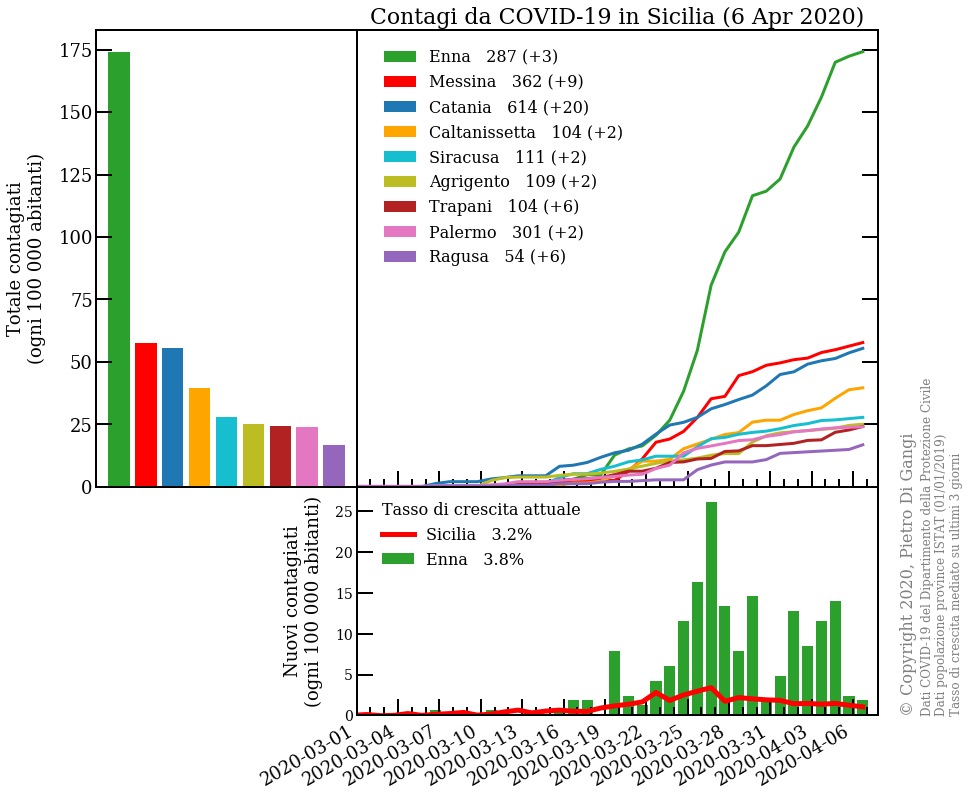 Contagi da COVID-19 in Sicilia (6 Apr 2020)
Totale contagiati
(ogni 100 000 abitanti)
175
150
125
100
75
50
25
0
Enna 287 (+3)
Messina 362 (+9)
Catania 614 (+20)
Caltanissetta 104 (+2)
Siracusa 111 (+2)
Agrigento 109 (+2)
Trapani 104 (+6)
Palermo 301 (+2)
Ragusa 54 (+6)
Nuovi contagiati
(ogni 100 000 abitanti)
25
20
15
10
5
0
Tasso di crescita attuale
Sicilia 3.2%
Enna 3.8%
2020-03-01
2020-03-04
2020-03-07
2020-03-10
2020-03-13
2020-03-16
2020-03-19
2020-03-22
2020-03-25
2020-03-28
2020-03-31
2020-04-03
2020-04-06
© Copyright 2020, Pietro Di Gangi
Dati COVID-19 del Dipartimento della Protezione Civile
Dati popolazione province ISTAT (01/01/2019)
Tasso di crescita mediato su ultimi 3 giorni